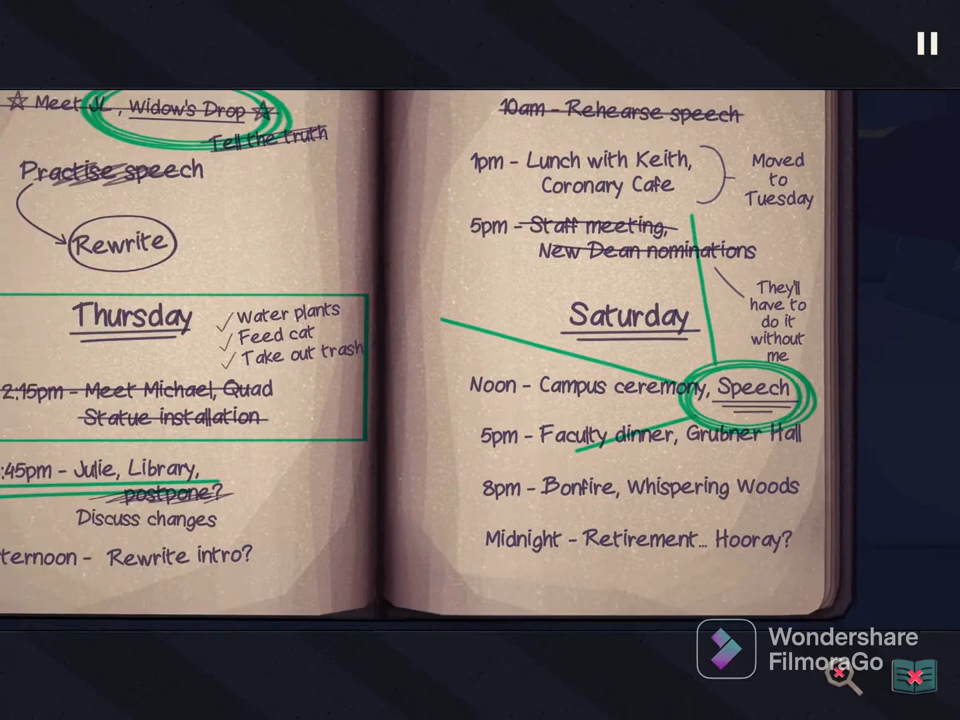 ☆ Meet JL, Widow's Drop ☆
Tell the truth
Practise speech
Rewrite
Thursday
✓ Water plants
✓ Feed cat
✓ Take out trash
2:15pm - Meet Michael, Quad
Statue installation
:45pm - Julie, Library,
postpone?
Discuss changes
ternoon - Rewrite intro?
10am - Rehearse speech
1pm - Lunch with Keith,
Coronary Cafe
Moved
to
Tuesday
5pm - Staff meeting,
New Dean nominations
They'll
have to
do it
without
me
Saturday
Noon - Campus ceremony, Speech
5pm - Faculty dinner, Grubner Hall
8pm - Bonfire, Whispering Woods
Midnight - Retirement... Hooray?
Wondershare
FilmoraGo